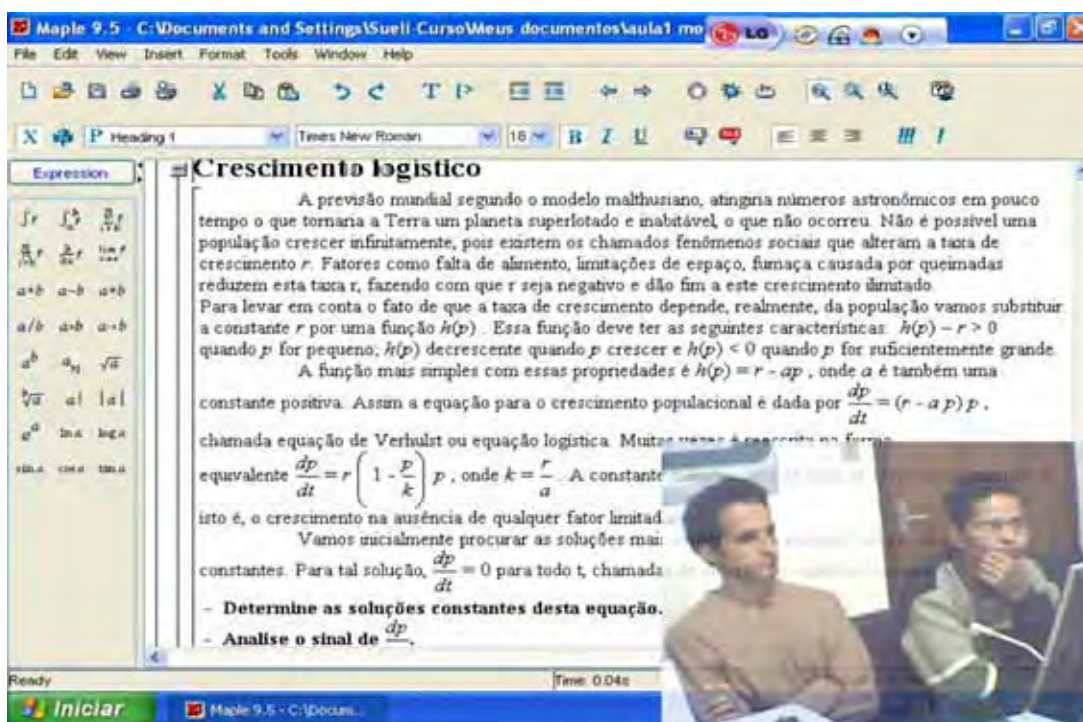 Maple 9.5 - C:\Documents and Settings\Sueli-Curso\Meus documentos\aula1 mo
LG
File Edit View Insert Format Tools Window Help
P Heading 1 Times New Roman 18 B I U !!! !
Expression
Crescimento logistico
A previsão mundial segundo o modelo malthusiano, atingiria números astronômicos em pouco
tempo o que tornaria a Terra um planeta superlotado e inabitável, o que não ocorreu. Não é possível uma
população crescer infinitamente, pois existem os chamados fenômenos sociais que alteram a taxa de
crescimento r. Fatores como falta de alimento, limitações de espaço, fumaça causada por queimadas
reduzem esta taxa r, fazendo com que r seja negativo e dão fim a este crescimento ilimitado.
Para levar em conta o fato de que a taxa de crescimento depende, realmente, da população vamos substituir
a constante r por uma função h(p) . Essa função deve ter as seguintes características: h(p) ~ r > 0
quando p for pequeno; h(p) decrescente quando p crescer e h(p) < 0 quando p for suficientemente grande.
A função mais simples com essas propriedades é h(p) = r - ap , onde a é também uma
constante positiva. Assim a equação para o crescimento populacional é dada por dp/dt = (r - a p) p ,
chamada equação de Verhulst ou equação logística. Muitas vezes é reescrita na forma
equivalente dp/dt = r (1 - p/k) p , onde k = r/a . A constante
isto é, o crescimento na ausência de qualquer fator
Vamos inicialmente procurar as soluções mais
constantes. Para tal solução, dp/dt = 0 para todo t,
- Determine as soluções constantes desta equação.
- Analise o sinal de dp/
Ready Time: 0.04s
Iniciar Maple 9.5 - C:\Docum...